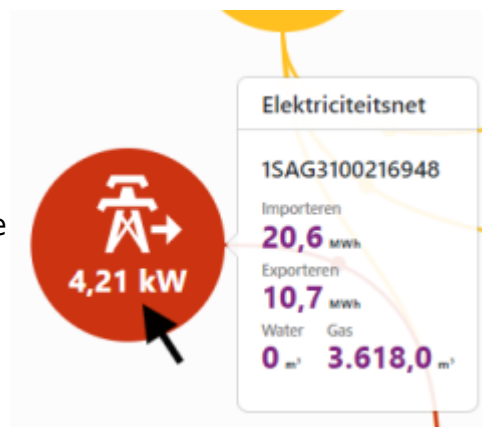 Elektriciteitsnet
1SAG3100216948
Importeren
20,6 MWh
Exporteren
10,7 MWh
Water Gas
0 m³ 3.618,0 m³
e
4,21 kW